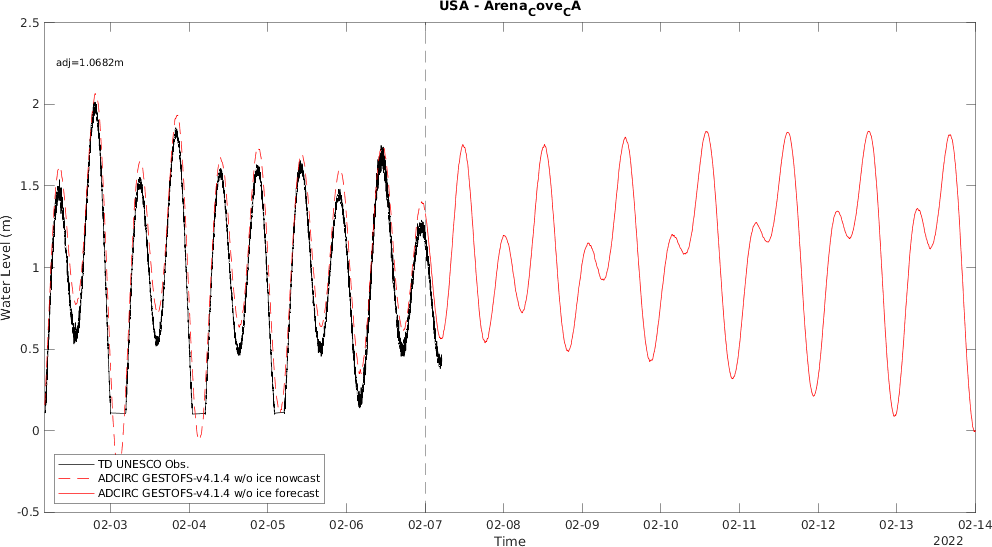 USA - ArenaCoveCA
adj=1.0682m
2.5
2
1.5
1
0.5
0
-0.5
Water Level (m)
TD UNESCO Obs.
ADCIRC GESTOFS-v4.1.4 w/o ice nowcast
ADCIRC GESTOFS-v4.1.4 w/o ice forecast
02-03 02-04 02-05 02-06 02-07 02-08 02-09 02-10 02-11 02-12 02-13 02-14
Time
2022